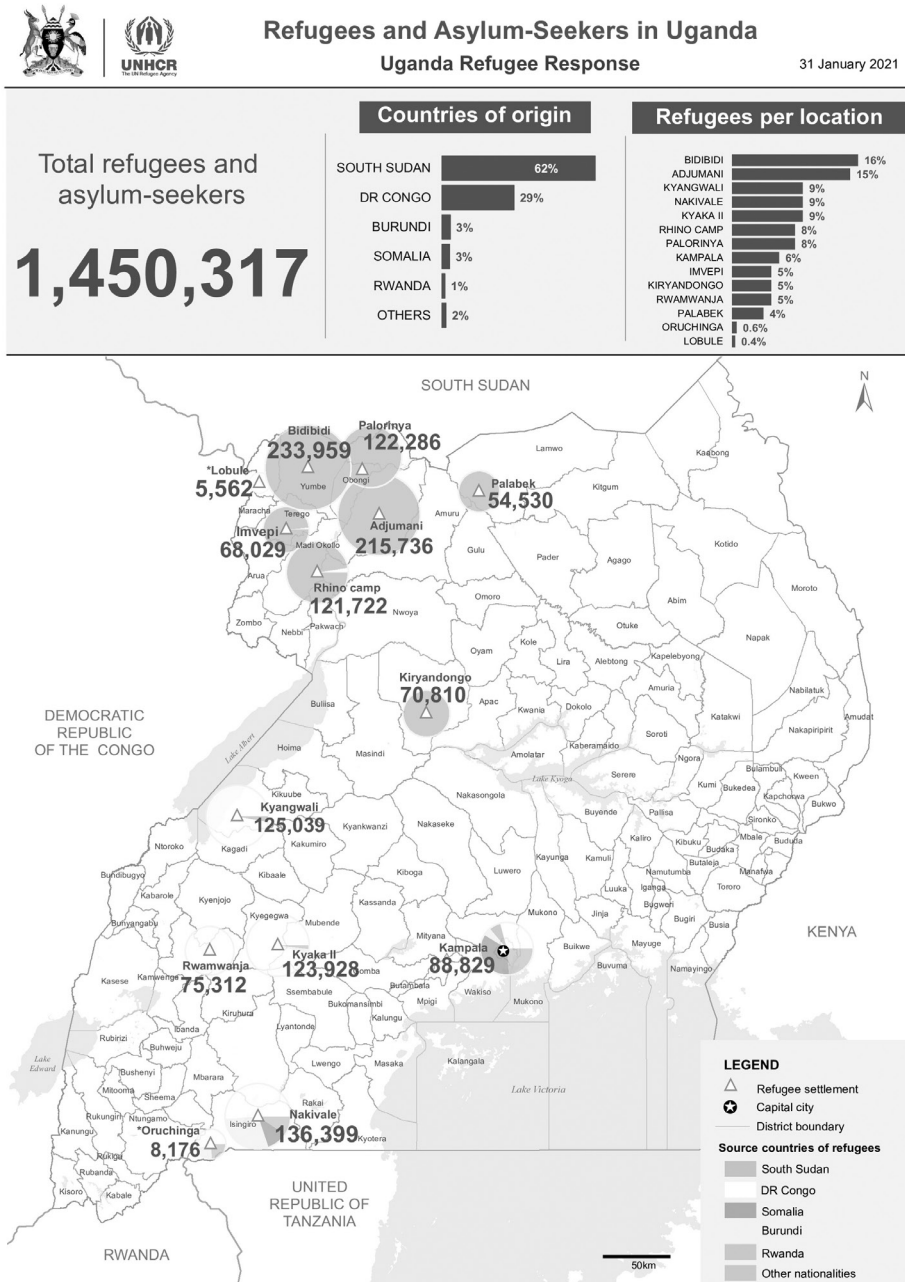 UNHCR
The UN Refugee Agency
Refugees and Asylum-Seekers in Uganda
Uganda Refugee Response
31 January 2021
Total refugees and
asylum-seekers
1,450,317
Countries of origin
SOUTH SUDAN 62%
DR CONGO 29%
BURUNDI 3%
SOMALIA 3%
RWANDA 1%
OTHERS 2%
Refugees per location
BIDIBIDI 16%
ADJUMANI 15%
KYANGWALI 9%
NAKIVALE 9%
KYAKA II 9%
RHINO CAMP 8%
PALORINYA 8%
KAMPALA 6%
IMVEPI 5%
KIRYANDONGO 5%
RWAMWANJA 5%
PALABEK 4%
ORUCHINGA 0.6%
LOBULE 0.4%
SOUTH SUDAN
N
Bidibidi
233,959
Palorinya
122,286
*Lobule
5,562
Yumbe
Obongi
Lamwo
Kaabong
Palabek
54,530
Kitgum
Maracha
Terego
Imvepi
68,029
Madi Okollo
Adjumani
215,736
Amuru
Gulu
Pader
Agago
Kotido
Moroto
Arua
Rhino camp
121,722
Omoro
Abim
Zombo
Nebbi
Pakwach
Nwoya
Otuke
Napak
Oyam
Kole
Lira
Alebtong
Kapelebyong
Kiryandongo
70,810
Apac
Kwania
Dokolo
Amuria
Nabilatuk
Buliisa
Katakwi
Amudat
DEMOCRATIC
REPUBLIC
OF THE CONGO
Lake Albert
Hoima
Masindi
Amolatar
Kaberamaido
Soroti
Nakapiripirit
Ngora
Lake Kyoga
Serere
Kumi
Bukedea
Bulambuli
Kween
Kapchorwa
Bukwo
Kikuube
Kyangwali
125,039
Nakasongola
Buyende
Pallisa
Sironko
Kyankwanzi
Nakaseke
Ntoroko
Kagadi
Kakumiro
Kaliro
Kibuku
Budaka
Mbale
Bududa
Butaleja
Manafwa
Bundibugyo
Kibaale
Kiboga
Luwero
Kayunga
Kamuli
Namutumba
Tororo
Kabarole
Kyenjojo
Kassanda
Luuka
Iganga
Bugweri
Bunyangabu
Kyegegwa
Mubende
Mukono
Jinja
Bugiri
Busia
KENYA
Mityana
Kampala
88,829
Buikwe
Mayuge
Rwamwanja
75,312
Kyaka II
123,928
Kasese
Kamwenge
Butambala
Wakiso
Buvuma
Namayingo
Ssembabule
Bukomansimbi
Mpigi
Mukono
Kiruhura
Kalungu
Lyantonde
Ibanda
Rubirizi
Buhweju
Lake
Edward
Lwengo
Masaka
Kalangala
Bushenyi
Mbarara
Mitooma
Sheema
Lake Victoria
Rakai
Rukungiri
Ntungamo
Isingiro
Nakivale
136,399
Kyotera
Kanungu
*Oruchinga
8,176
Rukiga
Rubanda
Kisoro
Kabale
UNITED
REPUBLIC OF
TANZANIA
RWANDA
50km
LEGEND
Refugee settlement
Capital city
District boundary
Source countries of refugees
South Sudan
DR Congo
Somalia
Burundi
Rwanda
Other nationalities